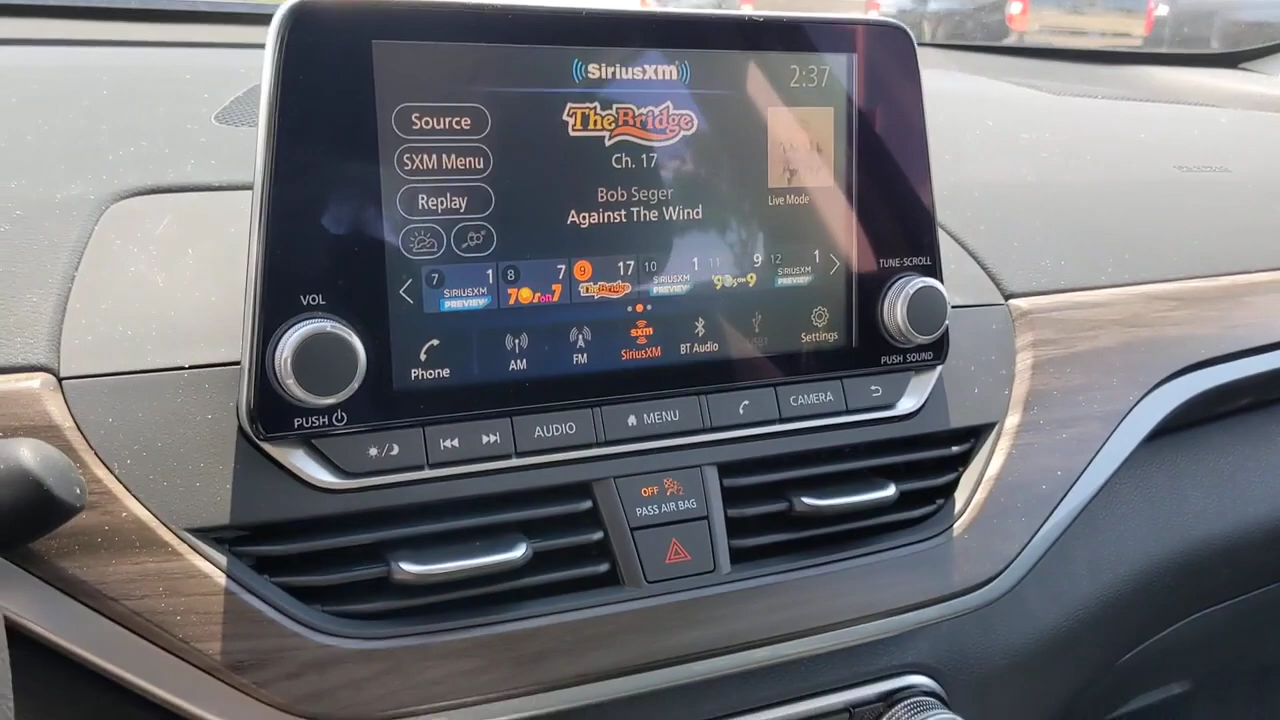 SiriusXM
2:37
Source
The Bridge
SXM Menu
Ch. 17
Replay
Bob Seger
Against The Wind
Live Mode
7 1
SIRIUSXM
PREVIEW
8 7
70s on 7
9 17
The Bridge
10 1
SIRIUSXM
PREVIEW
11 9
'90s on 9
12 1
SIRIUSXM
PREVIEW
Phone
AM
FM
sxm
SiriusXM
BT Audio
Settings
VOL
PUSH
TUNE-SCROLL
PUSH SOUND
AUDIO
MENU
CAMERA
OFF 2
PASS AIR BAG